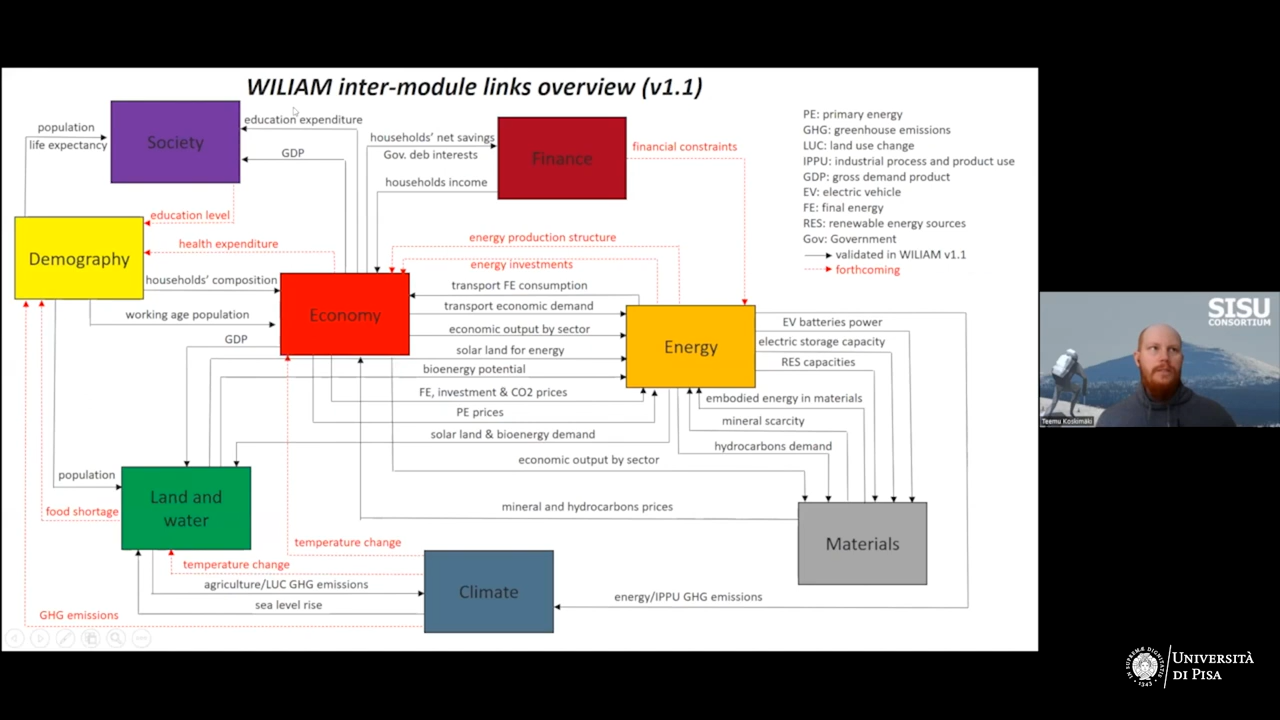 WILIAM inter-module links overview (v1.1)
population
life expectancy
Society
education expenditure
GDP
households' net savings
Gov. deb interests
households income
Finance
financial constraints
PE: primary energy
GHG: greenhouse emissions
LUC: land use change
IPPU: industrial process and product use
GDP: gross demand product
EV: electric vehicle
FE: final energy
RES: renewable energy sources
Gov: Government
validated in WILIAM v1.1
forthcoming
education level
health expenditure
Demography
households' composition
working age population
GDP
energy production structure
energy investments
Economy
transport FE consumption
transport economic demand
economic output by sector
solar land for energy
bioenergy potential
FE, investment & CO2 prices
PE prices
solar land & bioenergy demand
economic output by sector
Energy
EV batteries power
electric storage capacity
RES capacities
embodied energy in materials
mineral scarcity
hydrocarbons demand
population
Land and
water
food shortage
mineral and hydrocarbons prices
Materials
temperature change
temperature change
agriculture/LUC GHG emissions
sea level rise
Climate
energy/IPPU GHG emissions
GHG emissions
SISU
CONSORTIUM
Teemu Koskimäki
IN SUPREMÆ DIGNITATIS
1343
UNIVERSITÀ
DI PISA